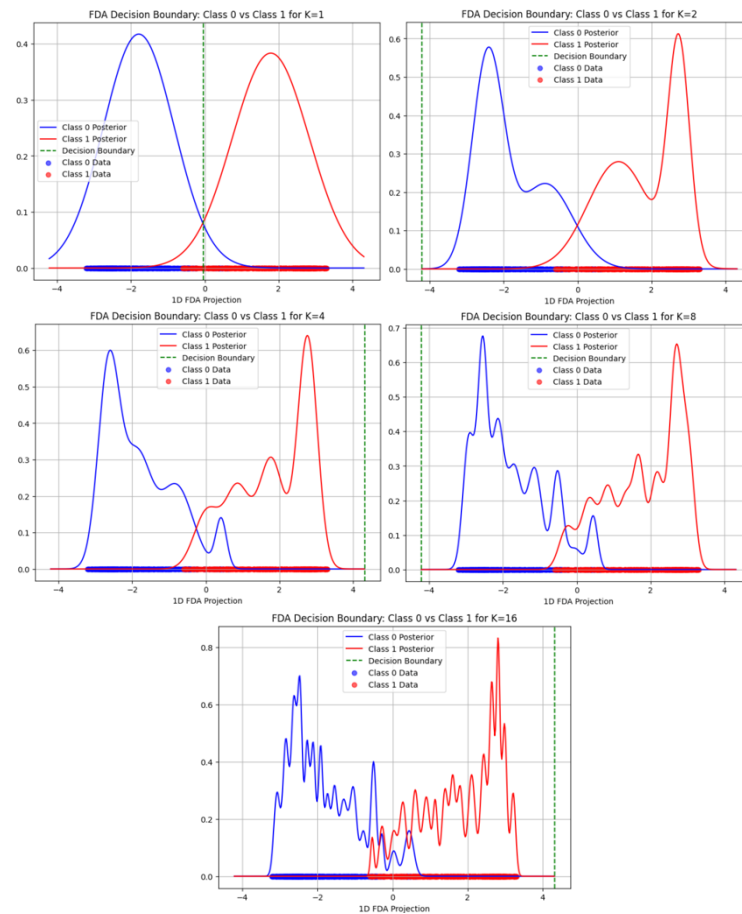 FDA Decision Boundary: Class 0 vs Class 1 for K=1
0.4
0.3
0.2
0.1
0.0
Class 0 Posterior
Class 1 Posterior
Decision Boundary
Class 0 Data
Class 1 Data
−4 −2 0 2 4
1D FDA Projection
FDA Decision Boundary: Class 0 vs Class 1 for K=2
0.6
0.5
0.4
0.3
0.2
0.1
0.0
Class 0 Posterior
Class 1 Posterior
Decision Boundary
Class 0 Data
Class 1 Data
−4 −2 0 2 4
1D FDA Projection
FDA Decision Boundary: Class 0 vs Class 1 for K=4
0.6
0.5
0.4
0.3
0.2
0.1
0.0
Class 0 Posterior
Class 1 Posterior
Decision Boundary
Class 0 Data
Class 1 Data
−4 −2 0 2 4
1D FDA Projection
FDA Decision Boundary: Class 0 vs Class 1 for K=8
0.7
0.6
0.5
0.4
0.3
0.2
0.1
0.0
Class 0 Posterior
Class 1 Posterior
Decision Boundary
Class 0 Data
Class 1 Data
−4 −2 0 2 4
1D FDA Projection
FDA Decision Boundary: Class 0 vs Class 1 for K=16
0.8
0.6
0.4
0.2
0.0
Class 0 Posterior
Class 1 Posterior
Decision Boundary
Class 0 Data
Class 1 Data
−4 −2 0 2 4
1D FDA Projection